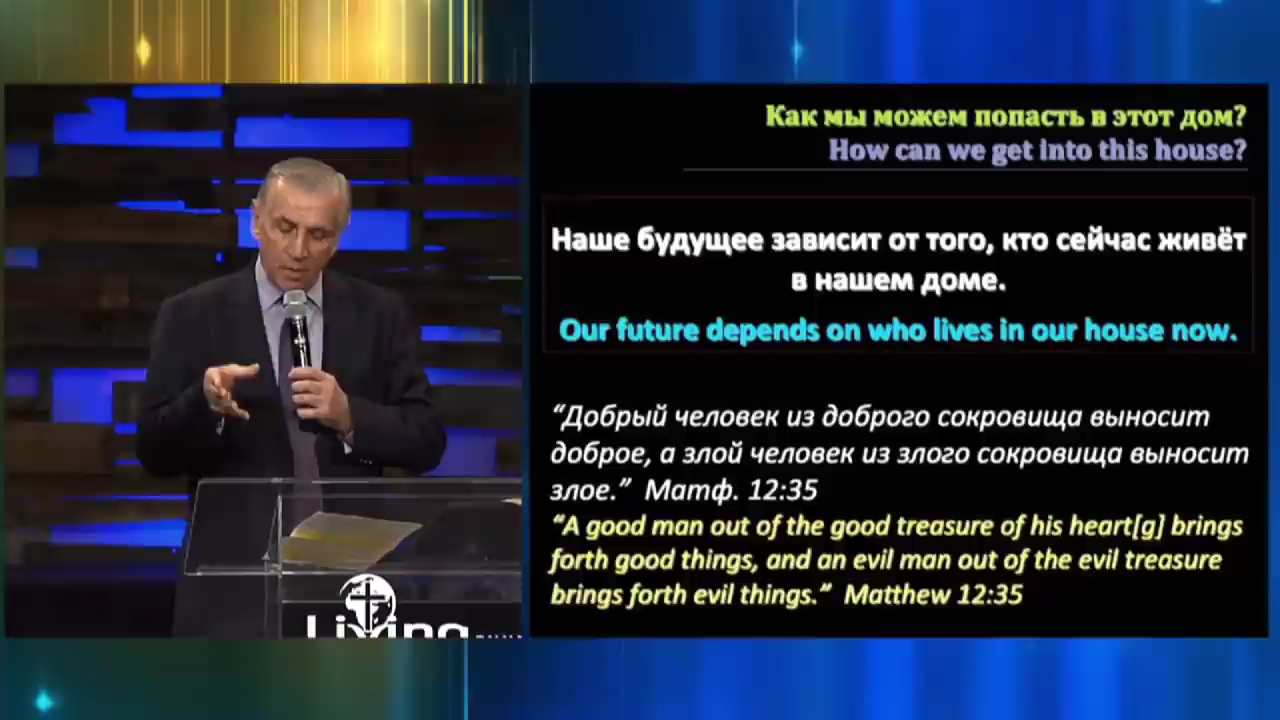 Как мы можем попасть в этот дом?
How can we get into this house?
Наше будущее зависит от того, кто сейчас живёт
в нашем доме.
Our future depends on who lives in our house now.
“Добрый человек из доброго сокровища выносит
доброе, а злой человек из злого сокровища выносит
злое.” Матф. 12:35
“A good man out of the good treasure of his heart[g] brings
forth good things, and an evil man out of the evil treasure
brings forth evil things.” Matthew 12:35
Living